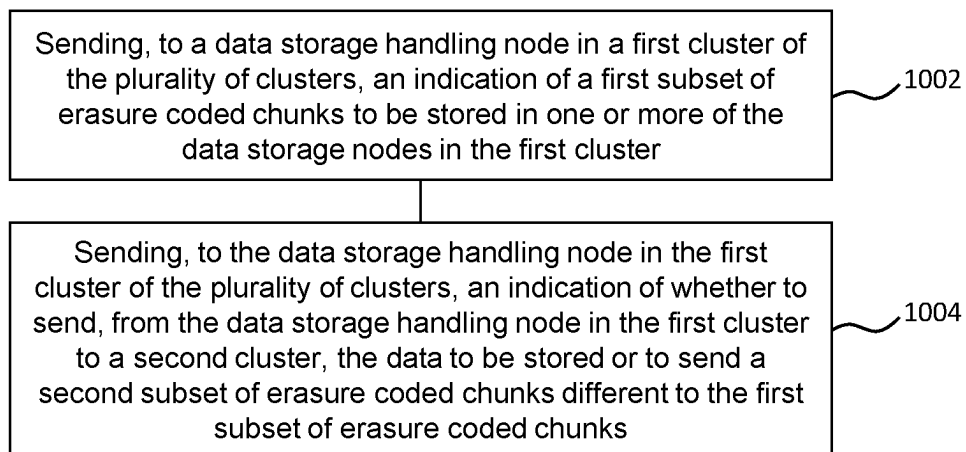 Sending, to a data storage handling node in a first cluster of
the plurality of clusters, an indication of a first subset of
erasure coded chunks to be stored in one or more of the
data storage nodes in the first cluster
1002
Sending, to the data storage handling node in the first
cluster of the plurality of clusters, an indication of whether to
send, from the data storage handling node in the first cluster
to a second cluster, the data to be stored or to send a
second subset of erasure coded chunks different to the first
subset of erasure coded chunks
1004